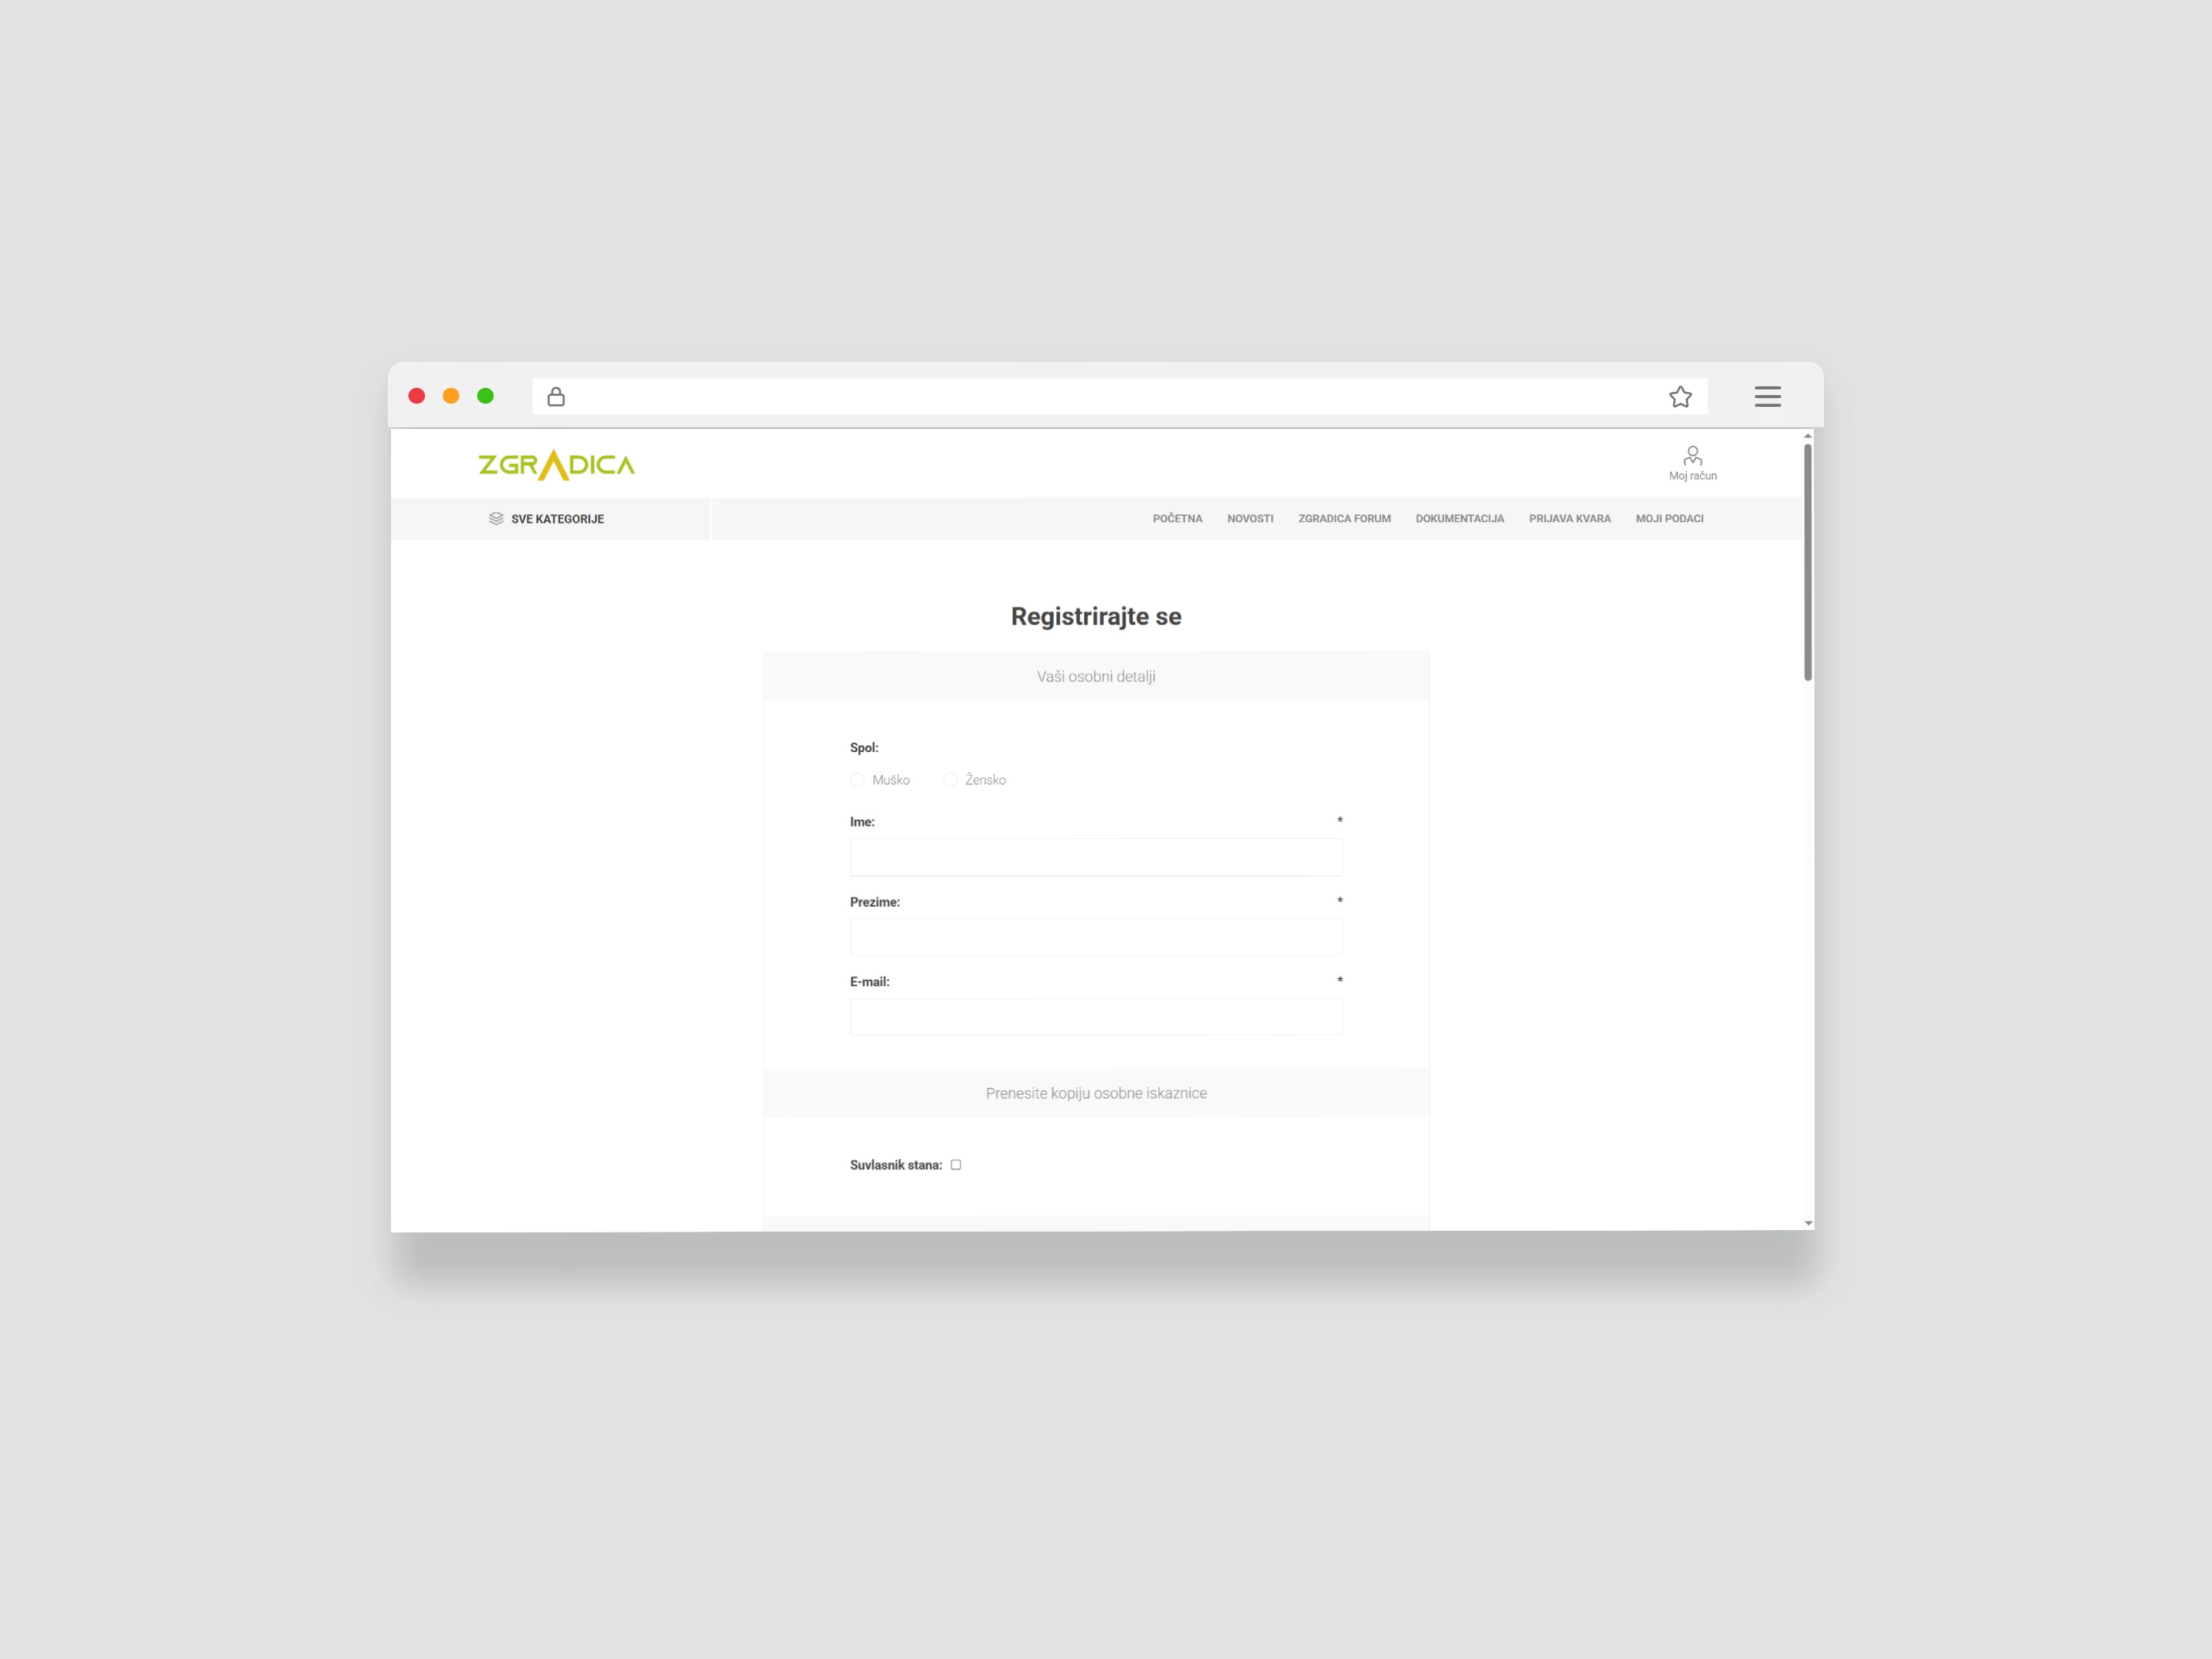 ZGRADICA
Moj račun
SVE KATEGORIJE
POČETNA NOVOSTI ZGRADICA FORUM DOKUMENTACIJA PRIJAVA KVARA MOJI PODACI
Registrirajte se
Vaši osobni detalji
Spol:
Muško Žensko
Ime: *
Prezime: *
E-mail: *
Prenesite kopiju osobne iskaznice
Suvlasnik stana: